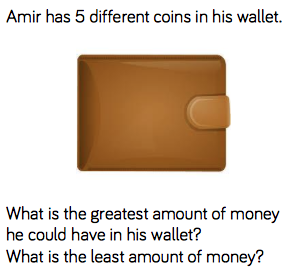 Amir has 5 different coins in his wallet.
What is the greatest amount of money
he could have in his wallet?
What is the least amount of money?